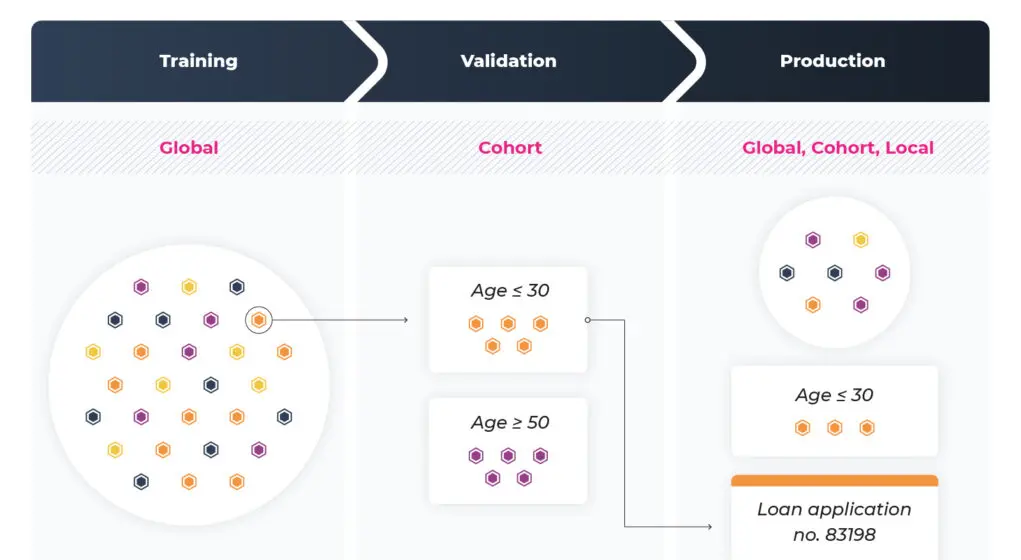 Training
Validation
Production
Global
Cohort
Global, Cohort, Local
Age ≤ 30
Age ≥ 50
Age ≤ 30
Loan application
no. 83198